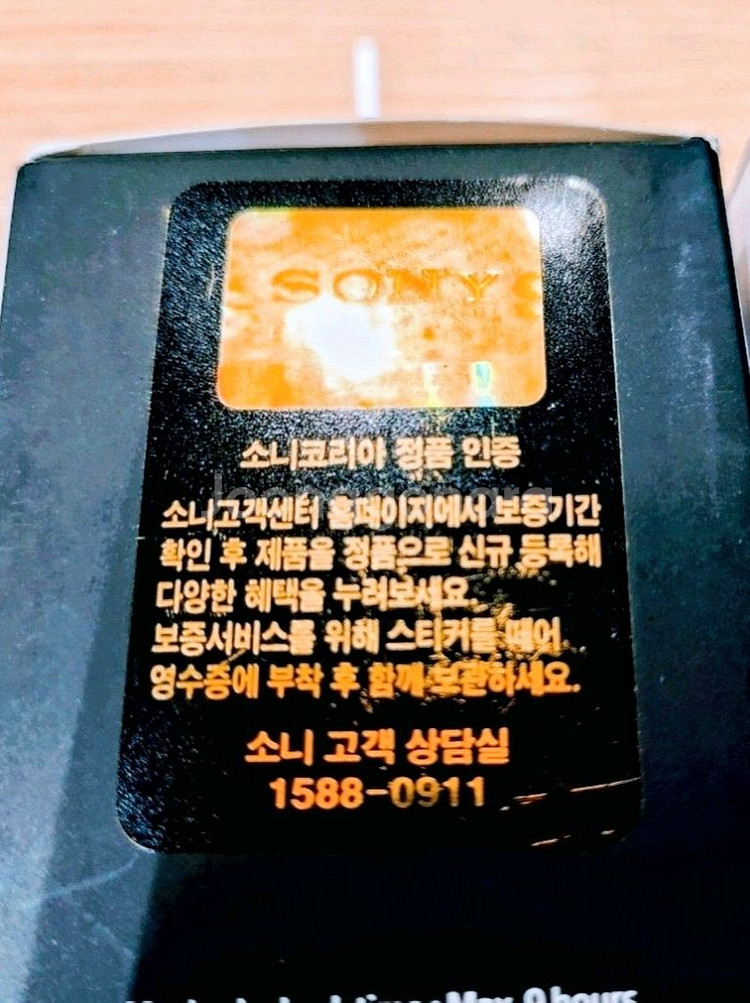 SONY
소니코리아 정품 인증
소니고객센터 홈페이지에서 보증기간
확인 후 제품을 정품으로 신규 등록해
다양한 혜택을 누려보세요.
보증서비스를 위해 스티커를 떼어
영수증에 부착 후 함께 보관하세요.
소니 고객 상담실
1588-0911
Max. 9 hours